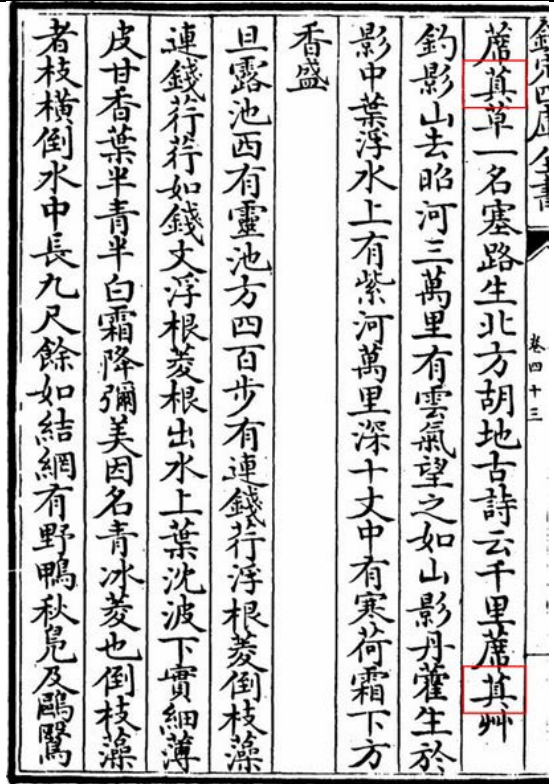 欽定四庫全書
卷四十三
蓆萁草一名塞路生北方胡地古詩云千里蓆萁艸
釣影山去昭河三萬里有雲氣望之如山影丹藿生於
影中葉浮水上有紫河萬里深十丈中有寒荷霜下方
香盛
旦露池西有靈池方四百步有連錢荇浮根菱倒枝藻
連錢荇荇如錢文浮根菱根出水上葉沈波下實細薄
皮甘香葉半青半白霜降彌美因名青冰菱也倒枝藻
者枝橫倒水中長九尺餘如結網有野鴨秋鳧及鷗鷖